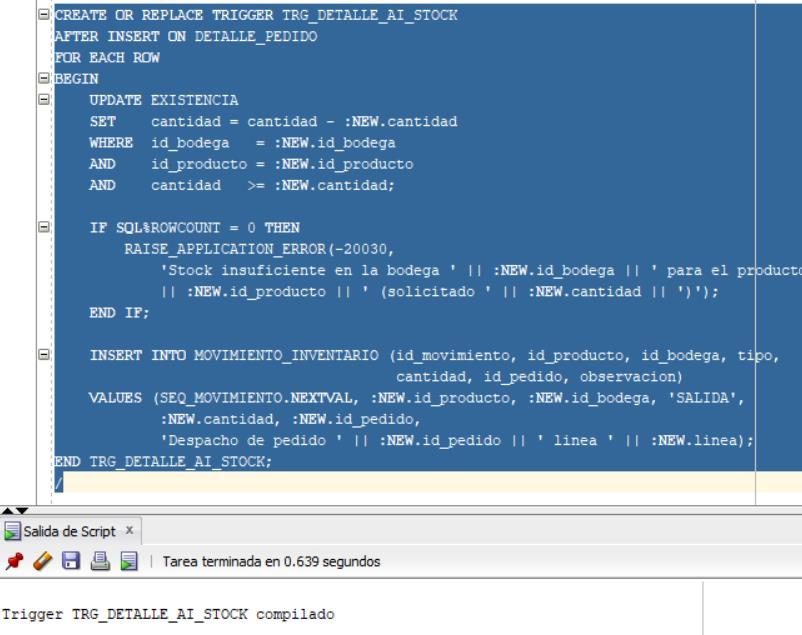 CREATE OR REPLACE TRIGGER TRG_DETALLE_AI_STOCK
AFTER INSERT ON DETALLE_PEDIDO
FOR EACH ROW
BEGIN
    UPDATE EXISTENCIA
    SET    cantidad = cantidad - :NEW.cantidad
    WHERE  id_bodega   = :NEW.id_bodega
    AND    id_producto = :NEW.id_producto
    AND    cantidad   >= :NEW.cantidad;
    IF SQL%ROWCOUNT = 0 THEN
        RAISE_APPLICATION_ERROR(-20030,
            'Stock insuficiente en la bodega ' || :NEW.id_bodega || ' para el producto
            || :NEW.id_producto || ' (solicitado ' || :NEW.cantidad || ')');
    END IF;
    INSERT INTO MOVIMIENTO_INVENTARIO (id_movimiento, id_producto, id_bodega, tipo,
                                       cantidad, id_pedido, observacion)
    VALUES (SEQ_MOVIMIENTO.NEXTVAL, :NEW.id_producto, :NEW.id_bodega, 'SALIDA',
            :NEW.cantidad, :NEW.id_pedido,
            'Despacho de pedido ' || :NEW.id_pedido || ' linea ' || :NEW.linea);
END TRG_DETALLE_AI_STOCK;
/
Salida de Script x
Tarea terminada en 0.639 segundos
Trigger TRG_DETALLE_AI_STOCK compilado